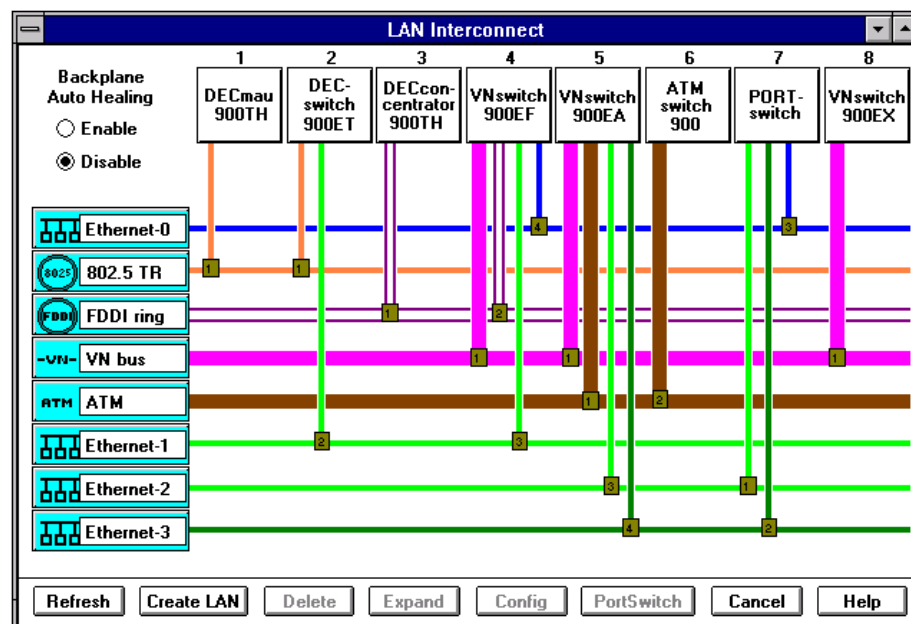 LAN Interconnect
1 2 3 4 5 6 7 8
Backplane
Auto Healing
Enable
Disable
DECmau
900TH
DEC-
switch
900ET
DECcon-
centrator
900TH
VNswitch
900EF
VNswitch
900EA
ATM
switch
900
PORT-
switch
VNswitch
900EX
Ethernet-0
4 3
8025 802.5 TR
1 1
FDDI FDDI ring
1 2
-VN- VN bus
1 1 1
ATM ATM
1 2
Ethernet-1
2 3
Ethernet-2
3 1
Ethernet-3
4 2
Refresh Create LAN Delete Expand Config PortSwitch Cancel Help